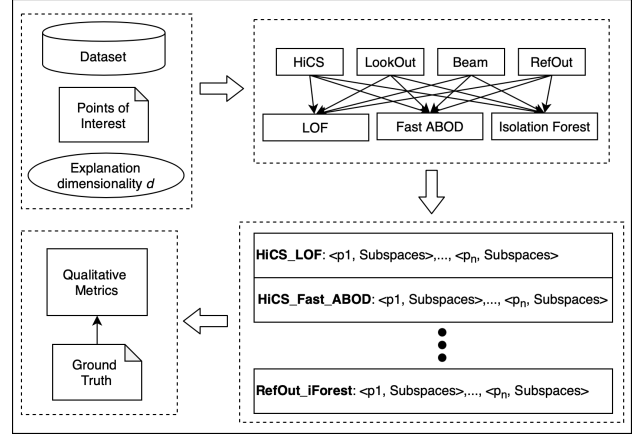 Dataset
Points of
Interest
Explanation
dimensionality d
HiCS
LookOut
Beam
RefOut
LOF
Fast ABOD
Isolation Forest
HiCS_LOF: <p1, Subspaces>,..., <pn, Subspaces>
HiCS_Fast_ABOD: <p1, Subspaces>,..., <pn, Subspaces>
RefOut_iForest: <p1, Subspaces>,..., <pn, Subspaces>
Qualitative
Metrics
Ground
Truth